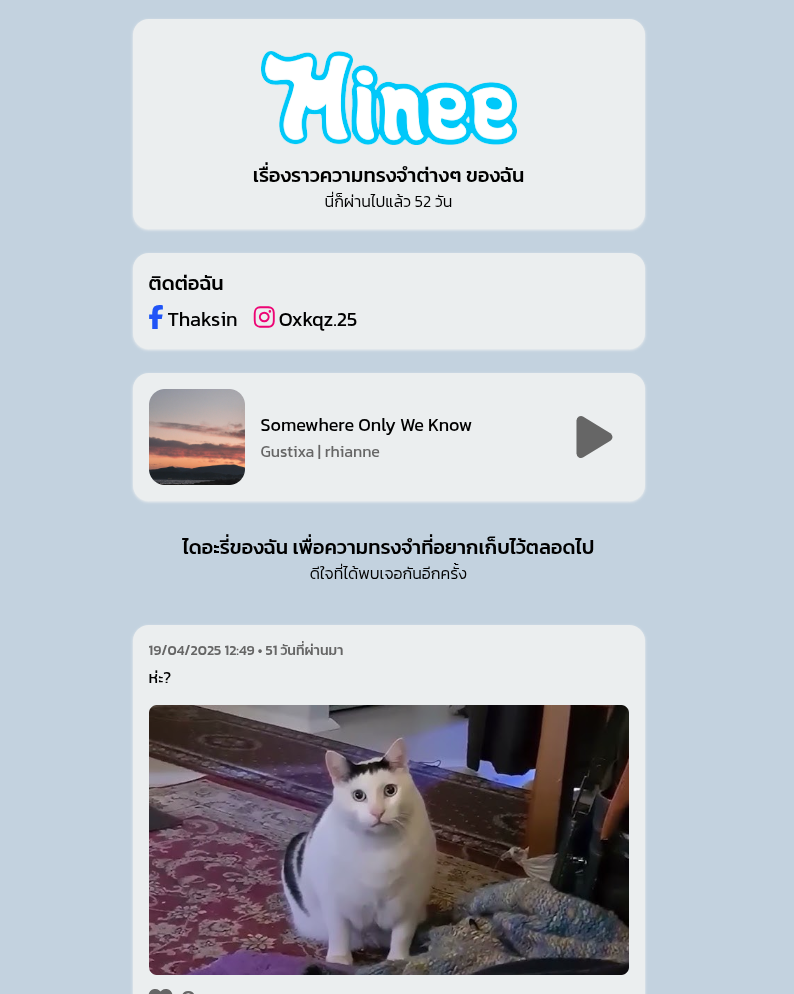 Minee
เรื่องราวความทรงจำต่างๆ ของฉัน
นี่ก็ผ่านไปแล้ว 52 วัน
ติดต่อฉัน
Thaksin Oxkqz.25
Somewhere Only We Know
Gustixa | rhianne
ไดอะรี่ของฉัน เพื่อความทรงจำที่อยากเก็บไว้ตลอดไป
ดีใจที่ได้พบเจอกันอีกครั้ง
19/04/2025 12:49 • 51 วันที่ผ่านมา
ห่ะ?